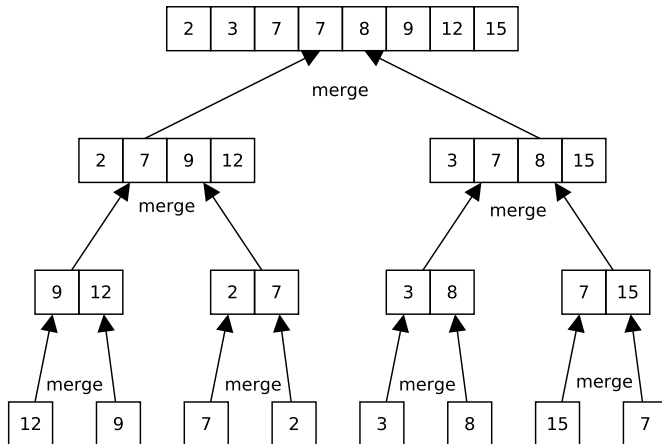 2 3 7 7 8 9 12 15
merge
2 7 9 12 3 7 8 15
merge merge
9 12 2 7 3 8 7 15
merge merge merge merge
12 9 7 2 3 8 15 7